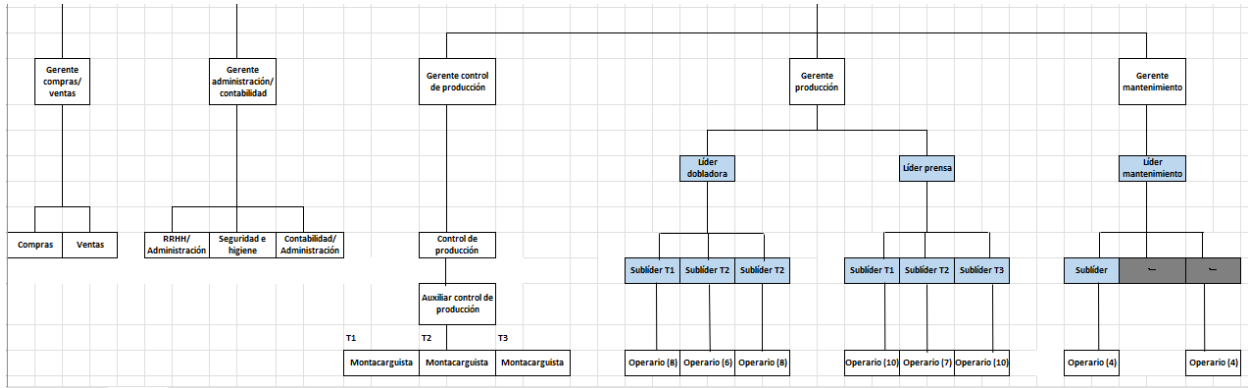 Gerente
compras/
ventas
Gerente
administración/
contabilidad
Gerente control
de producción
Gerente
producción
Gerente
mantenimiento
Líder
dobladora
Líder prensa
Líder
mantenimiento
Compras
Ventas
RRHH/
Administración
Seguridad e
higiene
Contabilidad/
Administración
Control de
producción
Sublíder T1
Sublíder T2
Sublíder T2
Sublíder T1
Sublíder T2
Sublíder T3
Sublíder
Auxiliar control de
producción
T1
T2
T3
Montacarguista
Montacarguista
Montacarguista
Operario (8)
Operario (6)
Operario (8)
Operario (10)
Operario (7)
Operario (10)
Operario (4)
Operario (4)